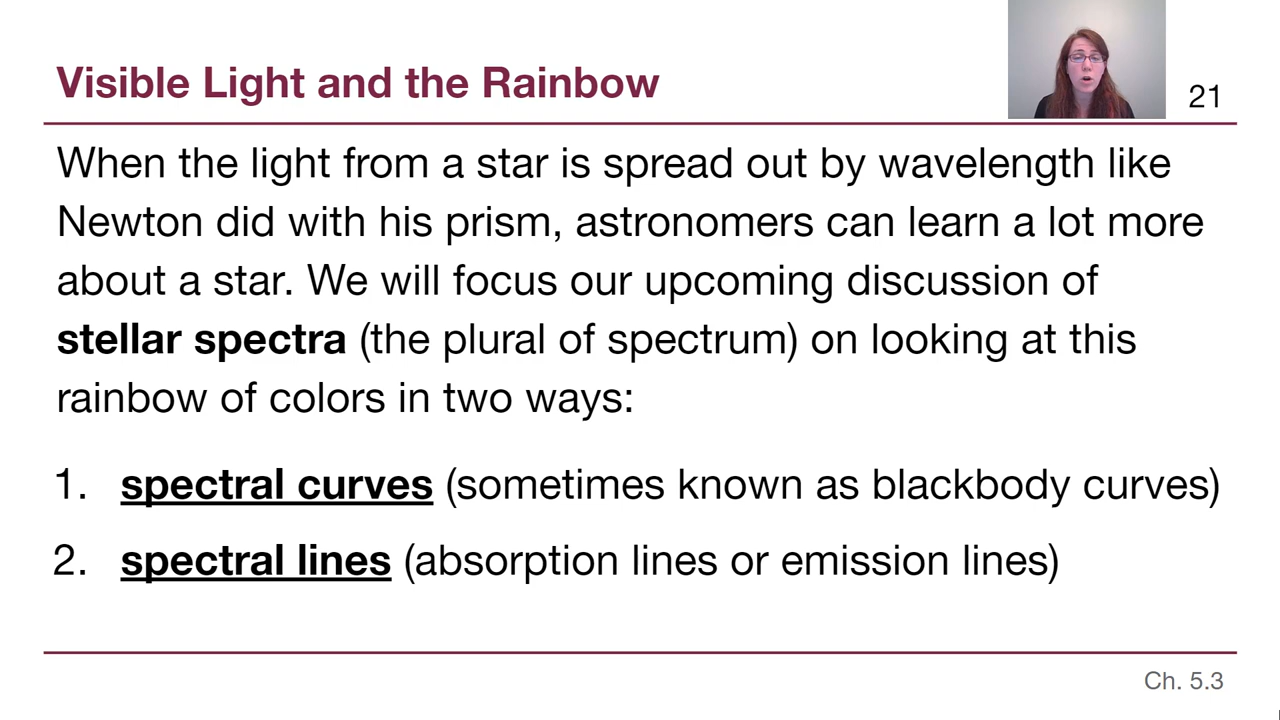 Visible Light and the Rainbow
21
When the light from a star is spread out by wavelength like
Newton did with his prism, astronomers can learn a lot more
about a star. We will focus our upcoming discussion of
stellar spectra (the plural of spectrum) on looking at this
rainbow of colors in two ways:
1. spectral curves (sometimes known as blackbody curves)
2. spectral lines (absorption lines or emission lines)
Ch. 5.3